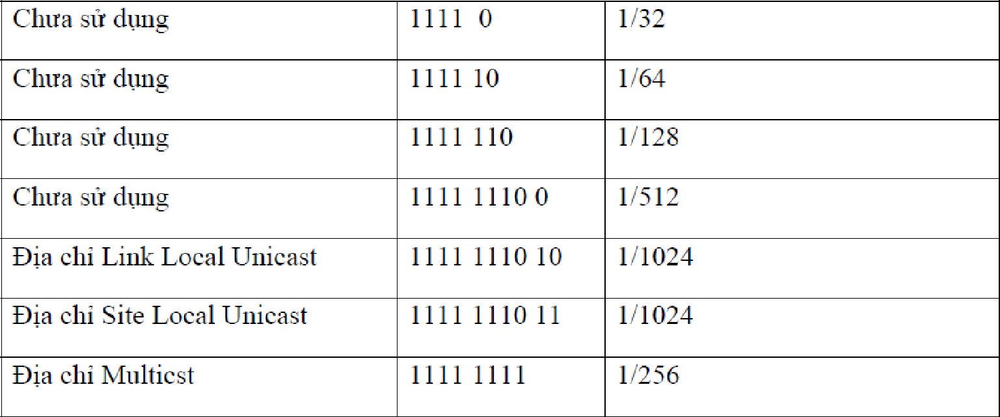 Chưa sử dụng 1111 0 1/32
Chưa sử dụng 1111 10 1/64
Chưa sử dụng 1111 110 1/128
Chưa sử dụng 1111 1110 0 1/512
Địa chỉ Link Local Unicast 1111 1110 10 1/1024
Địa chỉ Site Local Unicast 1111 1110 11 1/1024
Địa chỉ Multicst 1111 1111 1/256